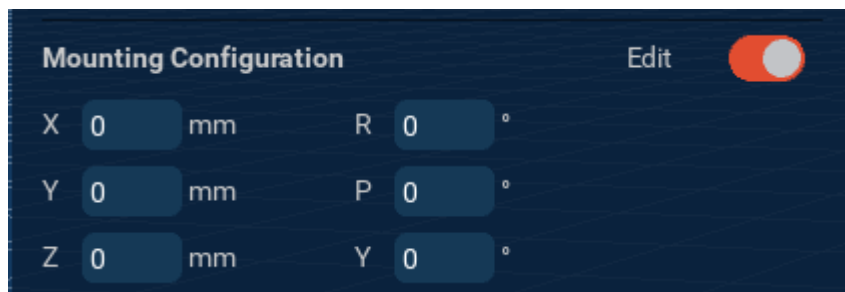 Mounting Configuration Edit
X 0 mm R 0 °
Y 0 mm P 0 °
Z 0 mm Y 0 °